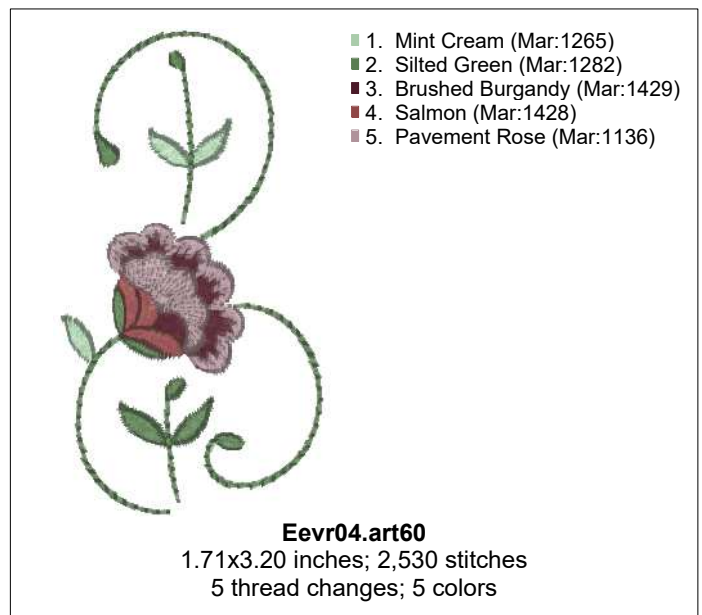 1. Mint Cream (Mar:1265)
2. Silted Green (Mar:1282)
3. Brushed Burgandy (Mar:1429)
4. Salmon (Mar:1428)
5. Pavement Rose (Mar:1136)
Eevr04.art60
1.71x3.20 inches; 2,530 stitches
5 thread changes; 5 colors